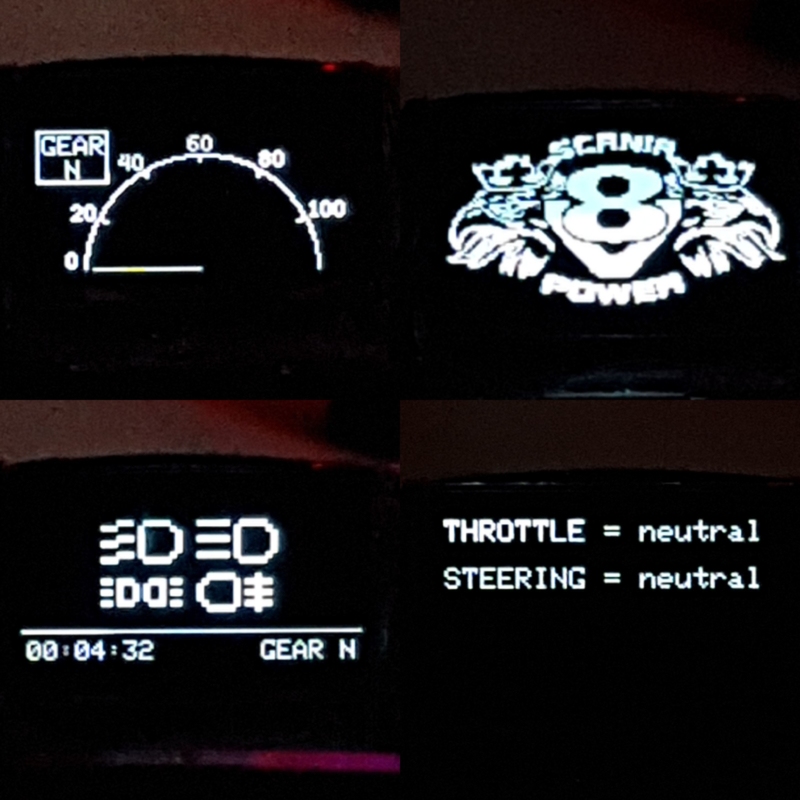 GEAR
N
0
20
40
60
80
100
SCANIA
8
POWER
00:04:32
GEAR N
THROTTLE = neutral
STEERING = neutral